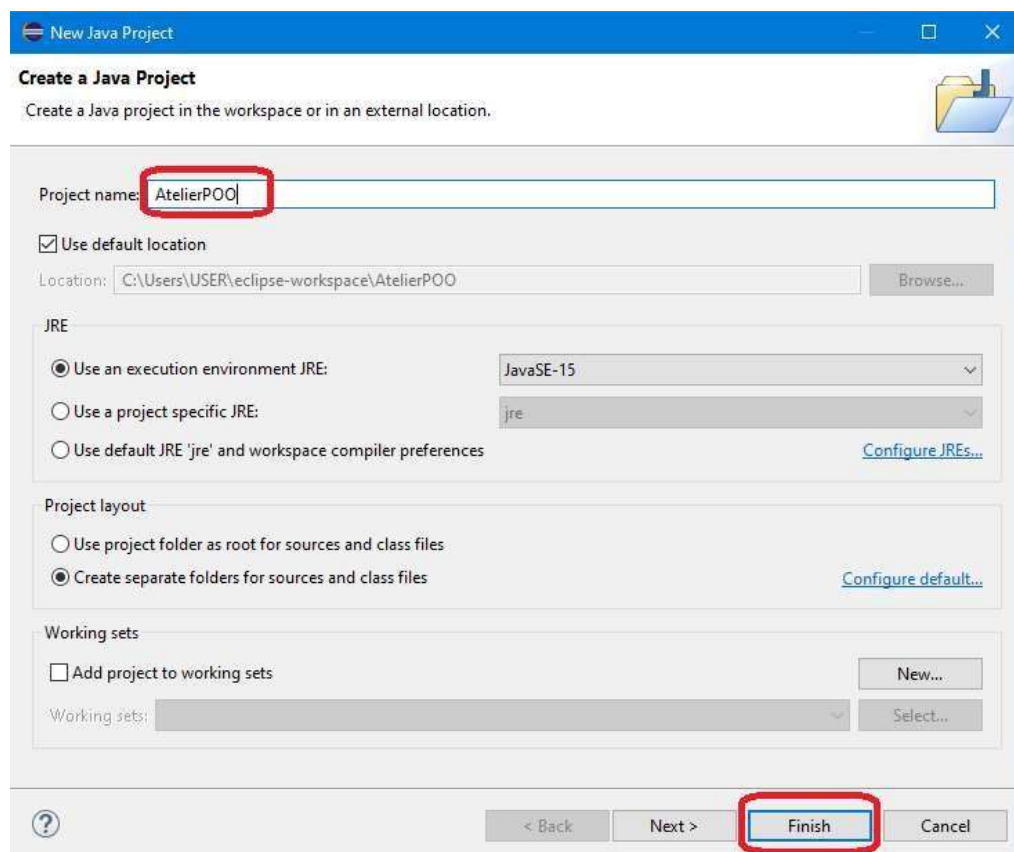 New Java Project
Create a Java Project
Create a Java project in the workspace or in an external location.
Project name: AtelierPOO
Use default location
Location: C:\Users\USER\eclipse-workspace\AtelierPOO Browse...
JRE
Use an execution environment JRE: JavaSE-15
Use a project specific JRE: jre
Use default JRE 'jre' and workspace compiler preferences Configure JREs...
Project layout
Use project folder as root for sources and class files
Create separate folders for sources and class files Configure default...
Working sets
Add project to working sets New...
Working sets: Select...
? < Back Next > Finish Cancel